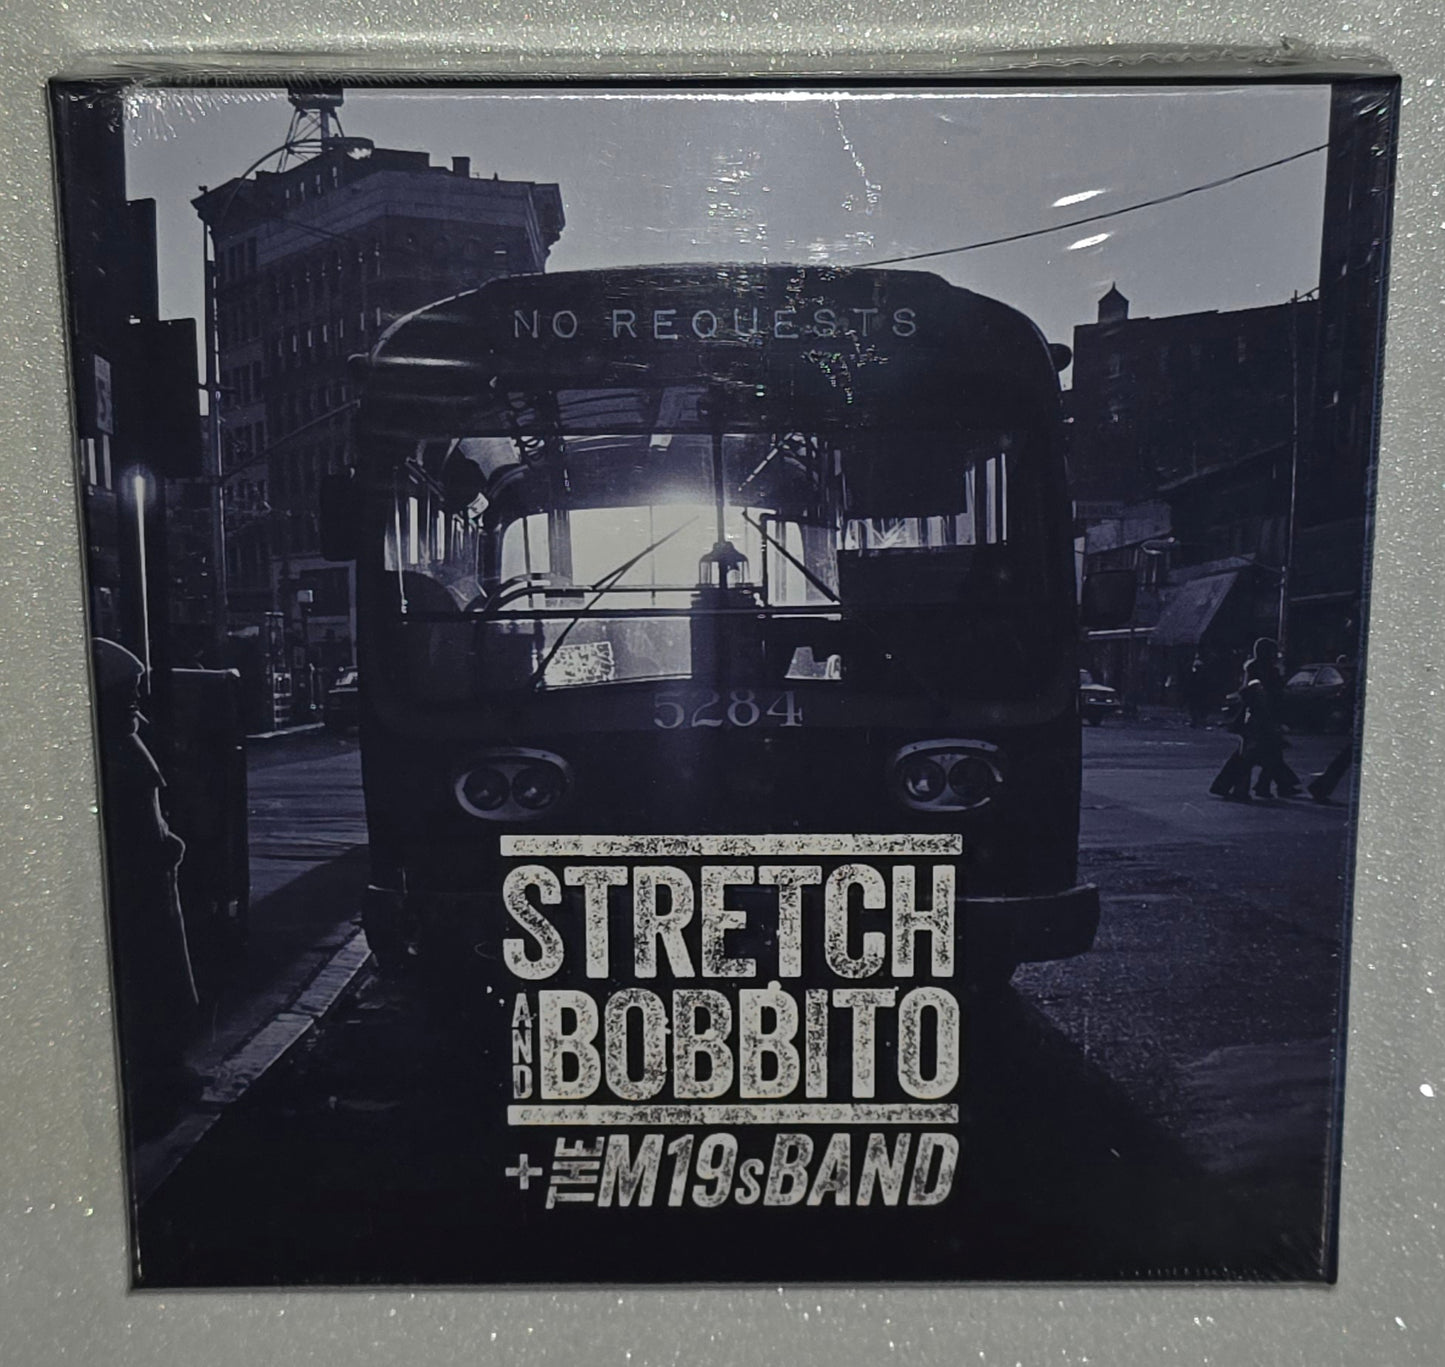 NO REQUESTS
5284
STRETCH
AND BOBBITO
+ THE M19s BAND